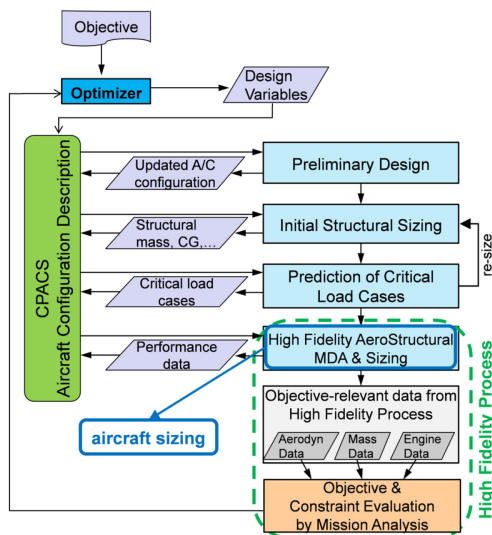 Objective
Optimizer
Design
Variables
CPACS
Aircraft Configuration Description
Updated A/C
configuration
Preliminary Design
Structural
mass, CG,...
Initial Structural Sizing
re-size
Critical load
cases
Prediction of Critical
Load Cases
Performance
data
High Fidelity AeroStructural
MDA & Sizing
aircraft sizing
Objective-relevant data from
High Fidelity Process
Aerodyn
Data
Mass
Data
Engine
Data
Objective &
Constraint Evaluation
by Mission Analysis
High Fidelity Process